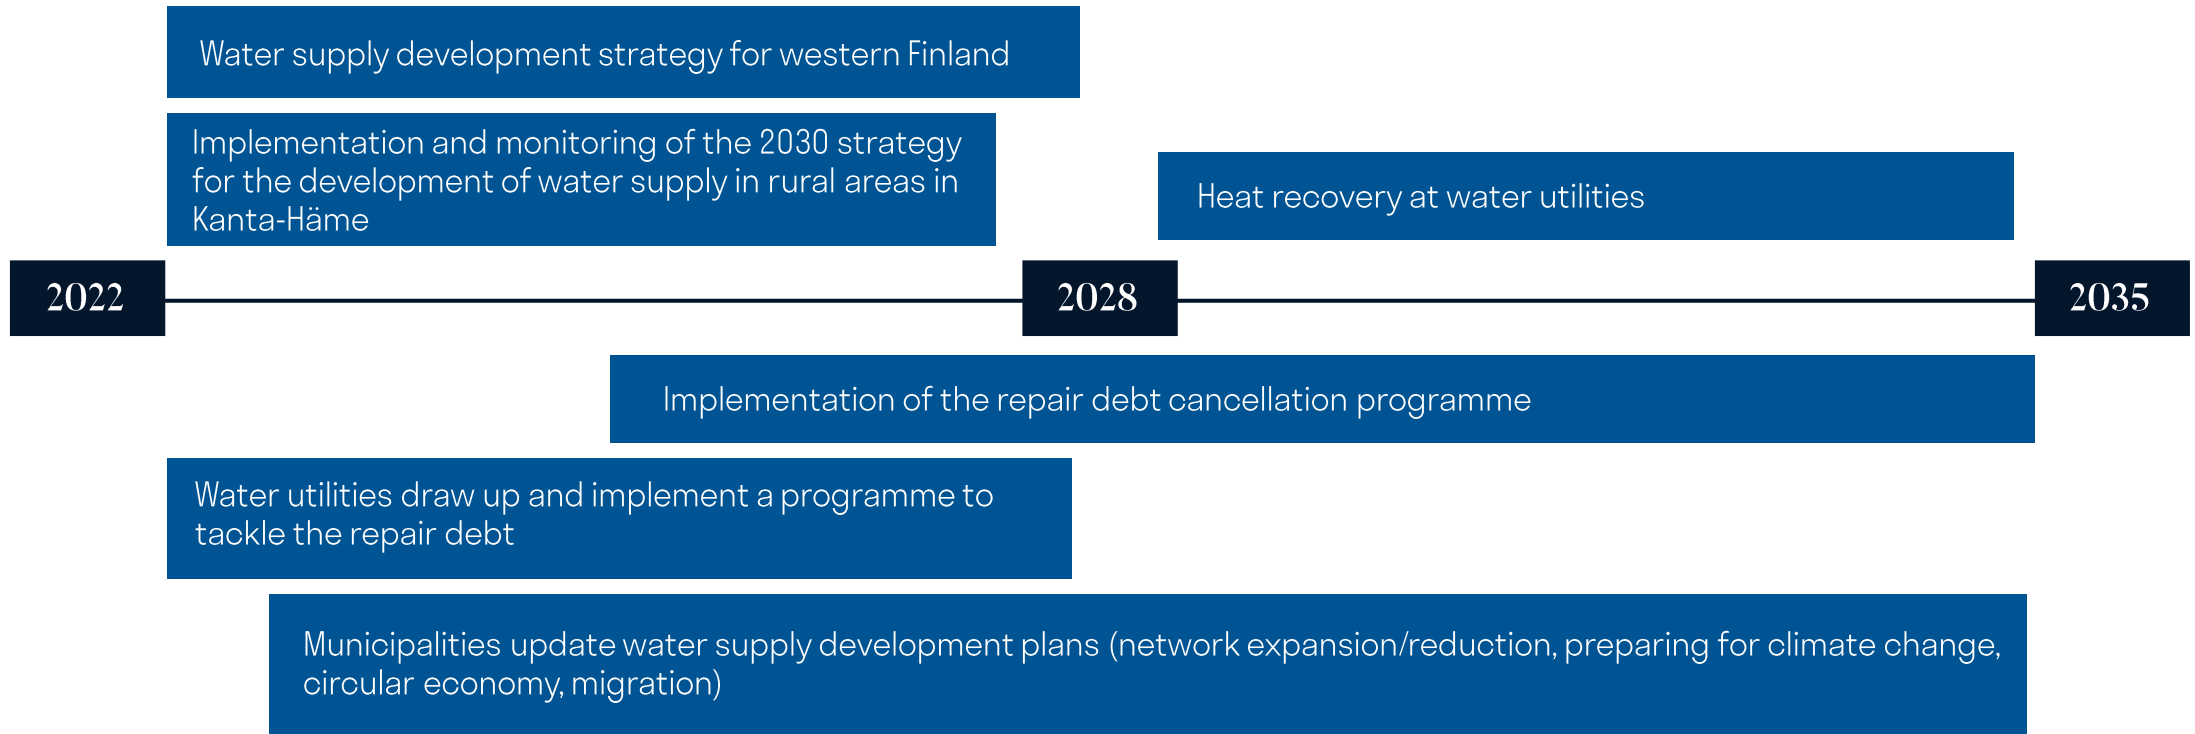 Water supply development strategy for western Finland
Implementation and monitoring of the 2030 strategy
for the development of water supply in rural areas in
Kanta-Häme
Heat recovery at water utilities
2022
2028
2035
Implementation of the repair debt cancellation programme
Water utilities draw up and implement a programme to
tackle the repair debt
Municipalities update water supply development plans (network expansion/reduction, preparing for climate change,
circular economy, migration)